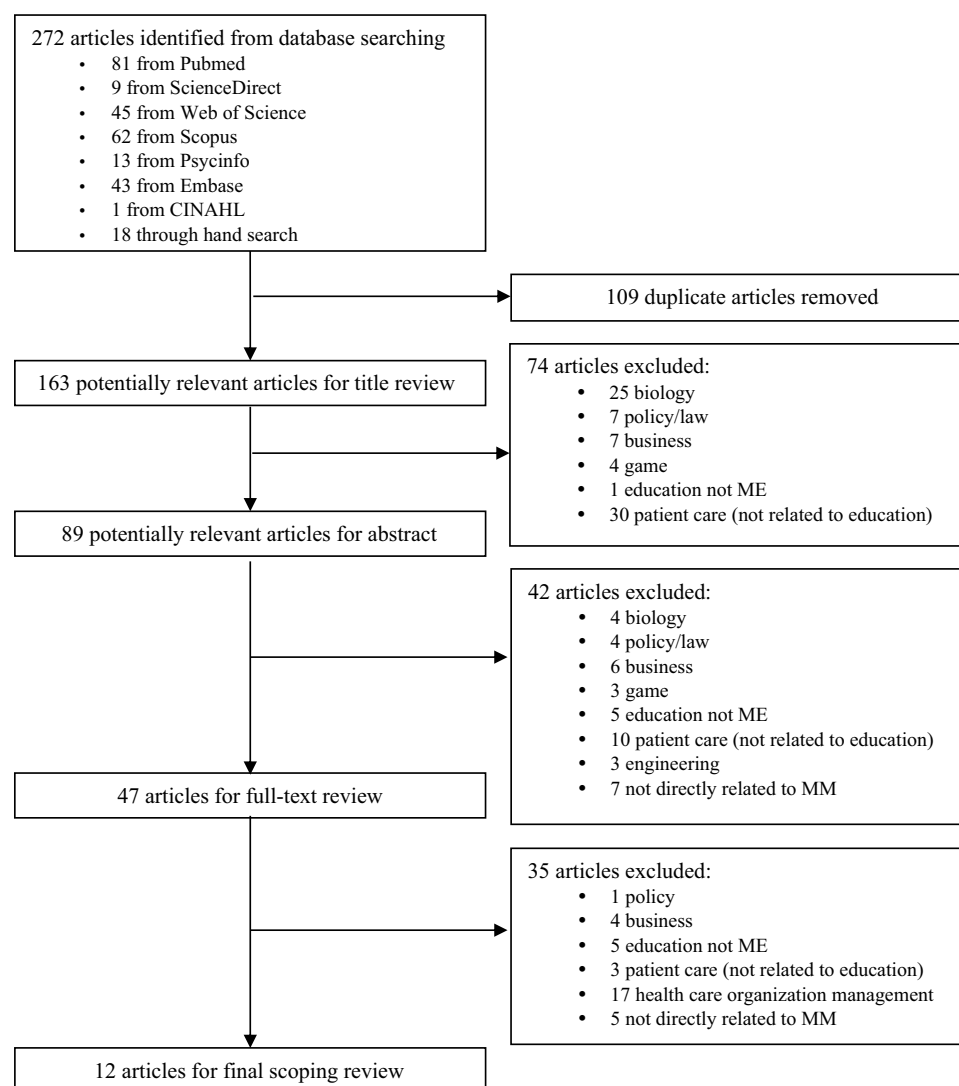 272 articles identified from database searching
• 81 from Pubmed
• 9 from ScienceDirect
• 45 from Web of Science
• 62 from Scopus
• 13 from Psycinfo
• 43 from Embase
• 1 from CINAHL
• 18 through hand search
109 duplicate articles removed
163 potentially relevant articles for title review
74 articles excluded:
• 25 biology
• 7 policy/law
• 7 business
• 4 game
• 1 education not ME
• 30 patient care (not related to education)
89 potentially relevant articles for abstract
42 articles excluded:
• 4 biology
• 4 policy/law
• 6 business
• 3 game
• 5 education not ME
• 10 patient care (not related to education)
• 3 engineering
• 7 not directly related to MM
47 articles for full-text review
35 articles excluded:
• 1 policy
• 4 business
• 5 education not ME
• 3 patient care (not related to education)
• 17 health care organization management
• 5 not directly related to MM
12 articles for final scoping review